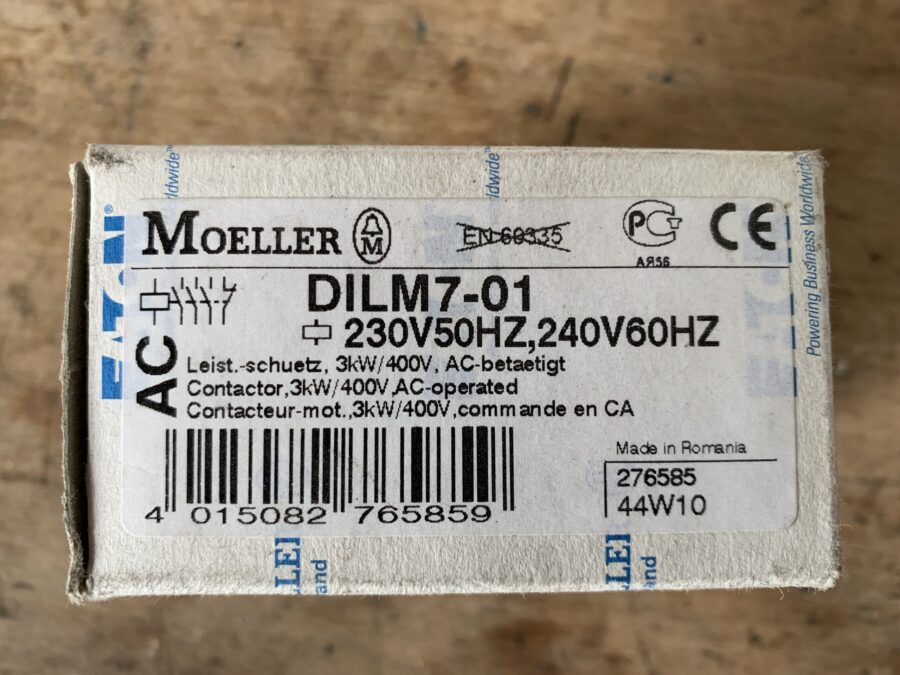 MOELLER M EN 60335 PG CE
АЯ56
DILM7-01
230V50HZ,240V60HZ
AC
Leist.-schuetz, 3kW/400V, AC-betaetigt
Contactor,3kW/400V,AC-operated
Contacteur-mot.,3kW/400V,commande en CA
Made in Romania
276585
44W10
4 015082 765859
Powering Business Worldwide